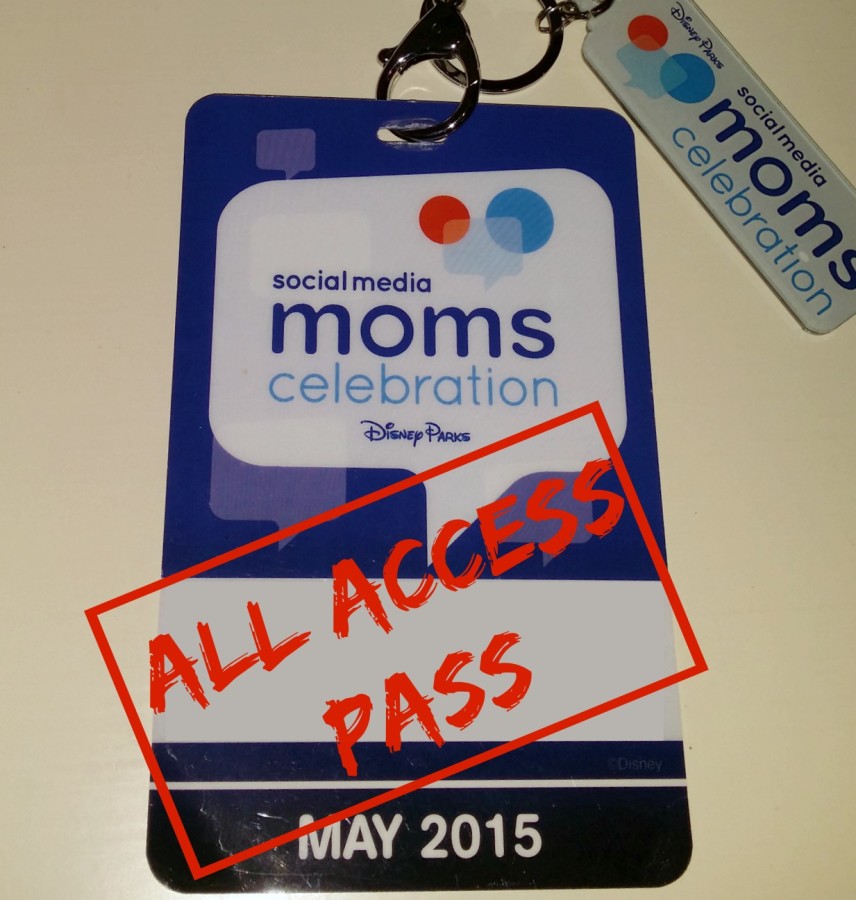 social media
moms
celebration
Disney Parks
ALL ACCESS
PASS
©Disney
MAY 2015
Disney Parks
social media
moms
celebration